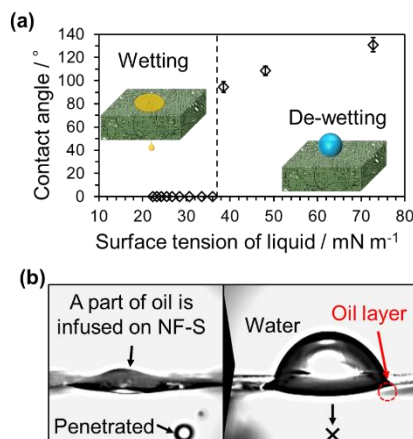 (a)
Contact angle / °
140
120
100
80
60
40
20
0
Wetting
De-wetting
10 20 30 40 50 60 70 80
Surface tension of liquid / mN m⁻¹
(b)
A part of oil is
infused on NF-S
Penetrated
Water
Oil layer
×